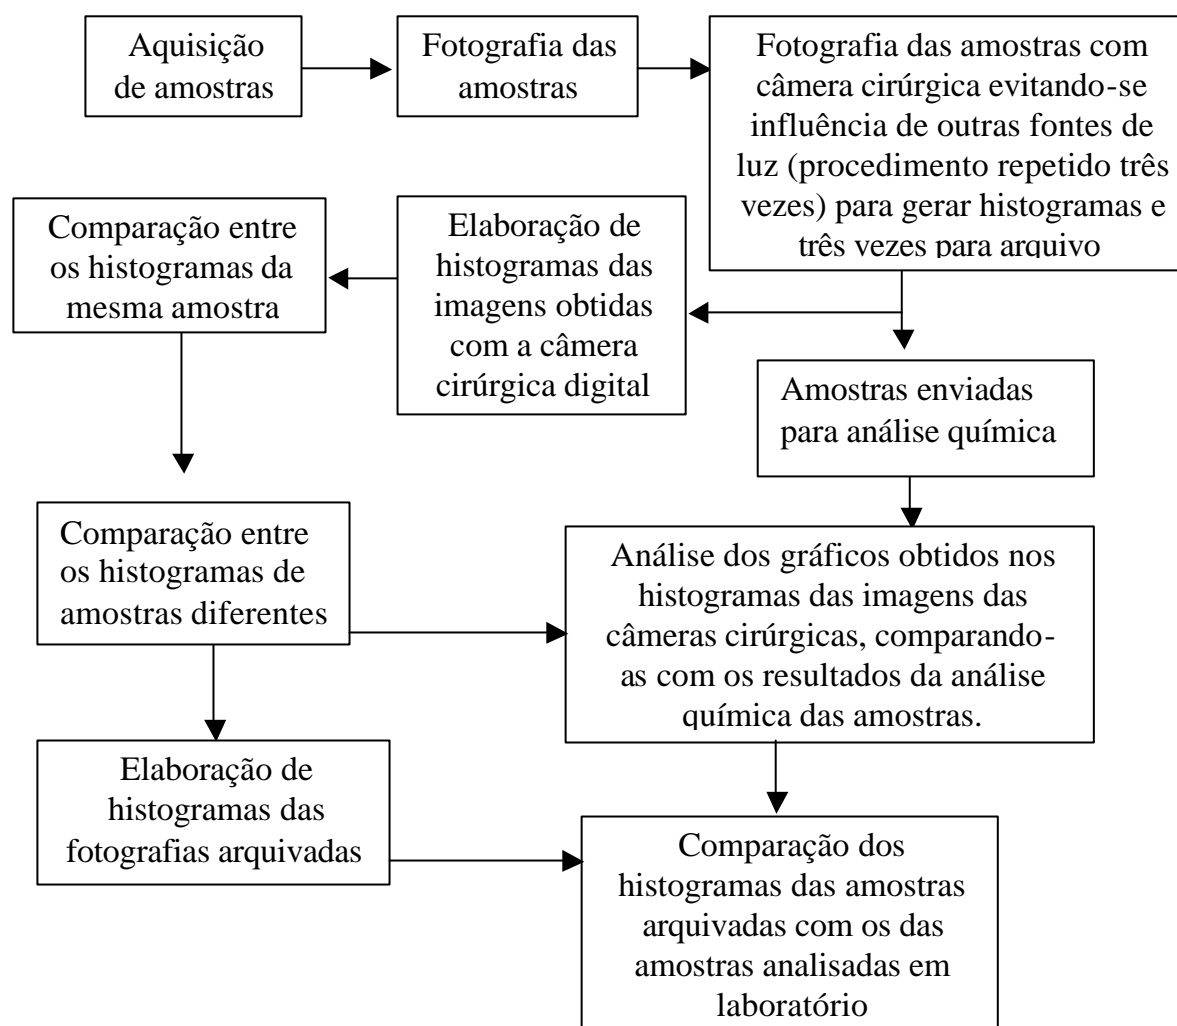 Aquisição
de amostras
Fotografia das
amostras
Fotografia das amostras com
câmera cirúrgica evitando-se
influência de outras fontes de
luz (procedimento repetido três
vezes) para gerar histogramas e
três vezes para arquivo
Elaboração de
histogramas das
imagens obtidas
com a câmera
cirúrgica digital
Comparação entre
os histogramas da
mesma amostra
Amostras enviadas
para análise química
Comparação entre
os histogramas de
amostras diferentes
Análise dos gráficos obtidos nos
histogramas das imagens das
câmeras cirúrgicas, comparando-
as com os resultados da análise
química das amostras.
Elaboração de
histogramas das
fotografias arquivadas
Comparação dos
histogramas das amostras
arquivadas com os das
amostras analisadas em
laboratório